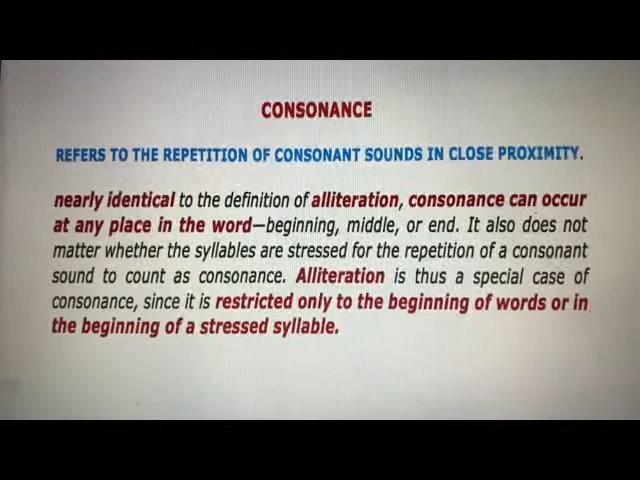 CONSONANCE
REFERS TO THE REPETITION OF CONSONANT SOUNDS IN CLOSE PROXIMITY.
nearly identical to the definition of alliteration, consonance can occur
at any place in the word—beginning, middle, or end. It also does not
matter whether the syllables are stressed for the repetition of a consonant
sound to count as consonance. Alliteration is thus a special case of
consonance, since it is restricted only to the beginning of words or in
the beginning of a stressed syllable.